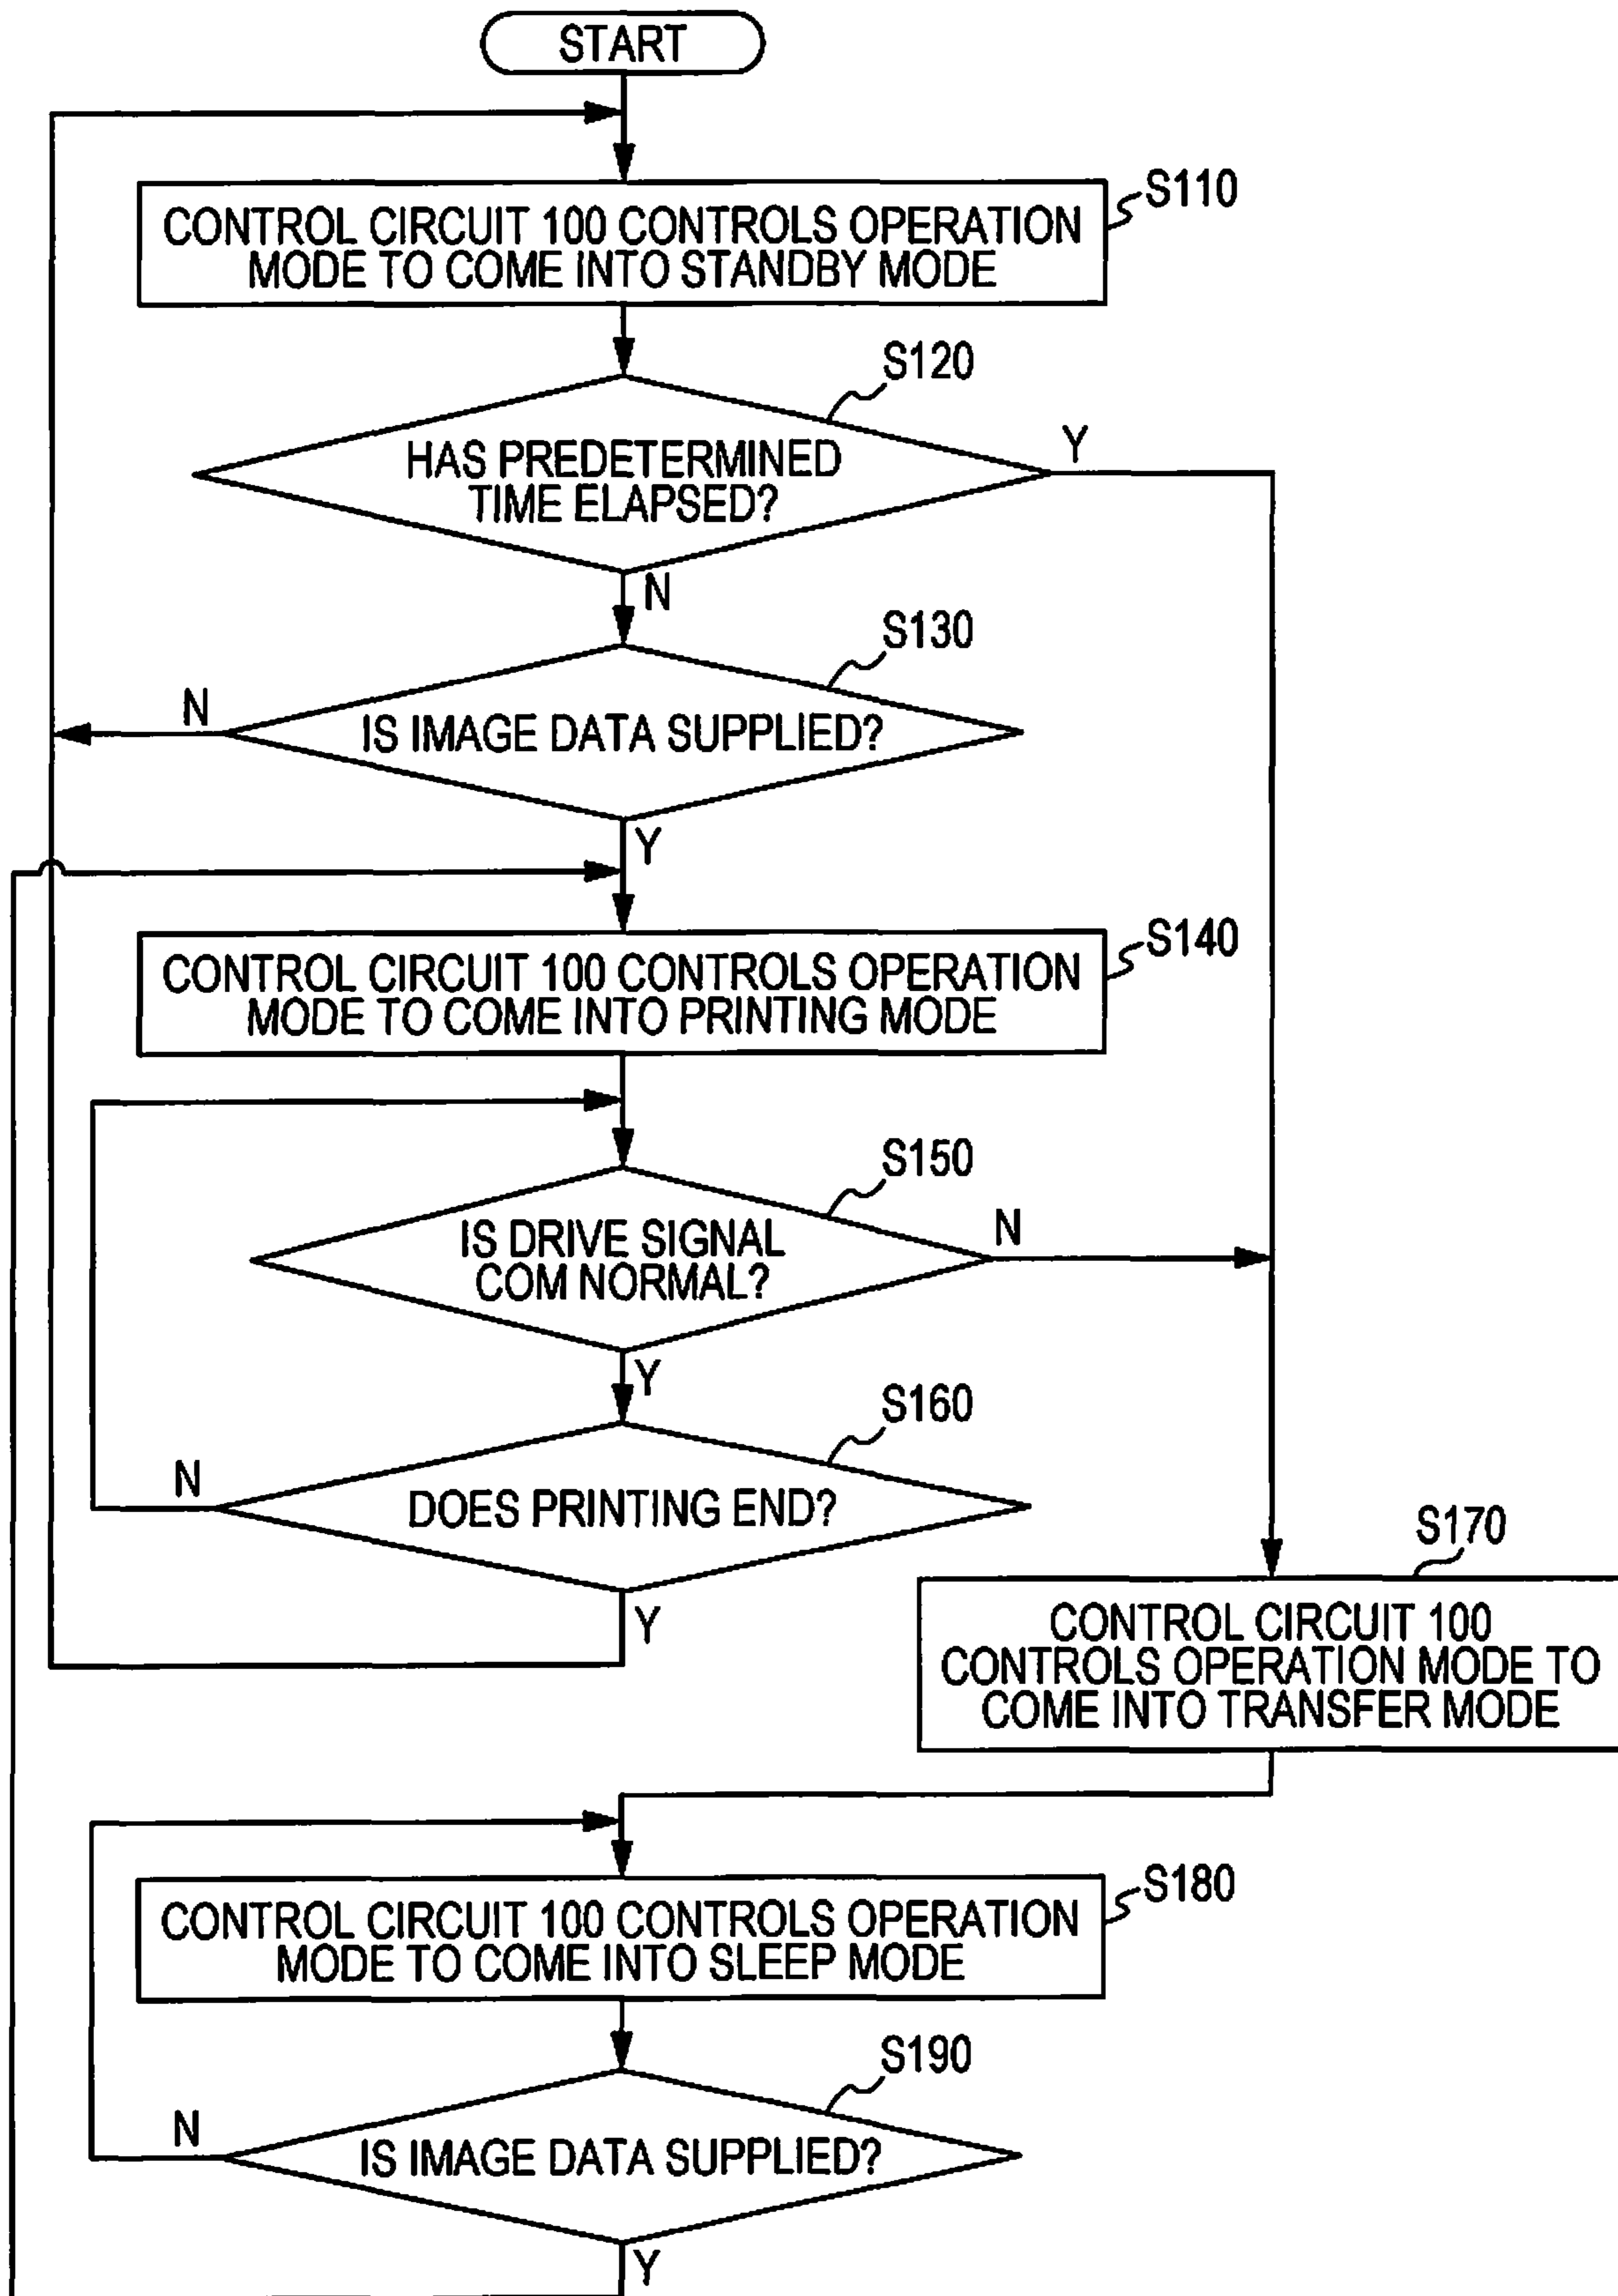 START
S110
CONTROL CIRCUIT 100 CONTROLS OPERATION
MODE TO COME INTO STANDBY MODE
S120
HAS PREDETERMINED
TIME ELAPSED?
Y
N
S130
N
IS IMAGE DATA SUPPLIED?
Y
S140
CONTROL CIRCUIT 100 CONTROLS OPERATION
MODE TO COME INTO PRINTING MODE
S150
IS DRIVE SIGNAL
COM NORMAL?
N
Y
S160
N
DOES PRINTING END?
Y
S170
CONTROL CIRCUIT 100
CONTROLS OPERATION MODE TO
COME INTO TRANSFER MODE
S180
CONTROL CIRCUIT 100 CONTROLS OPERATION
MODE TO COME INTO SLEEP MODE
S190
N
IS IMAGE DATA SUPPLIED?
Y